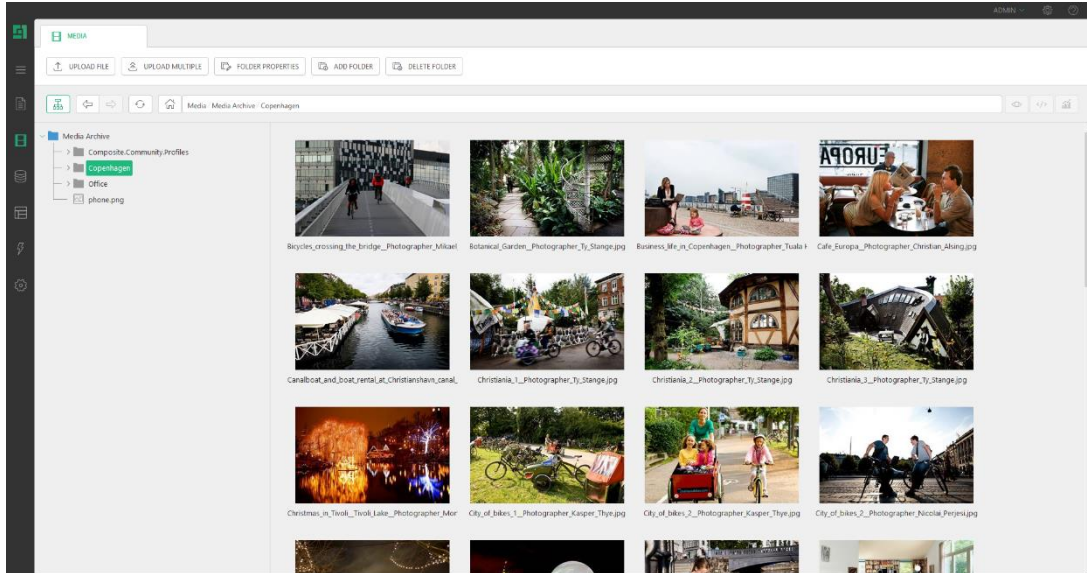 ADMIN
MEDIA
UPLOAD FILE
UPLOAD MULTIPLE
FOLDER PROPERTIES
ADD FOLDER
DELETE FOLDER
Media Media Archive Copenhagen
Media Archive
Composite.Community.Profiles
Copenhagen
Office
phone.png
EUROPA
Bicycles_crossing_the_bridge__Photographer_Mikael
Botanical_Garden__Photographer_Ty_Stange.jpg
Business_life_in_Copenhagen__Photographer_Tuala H
Cafe_Europa__Photographer_Christian_Alsing.jpg
Canalboat_and_boat_rental_at_Christianshavn_canal_
Christiania_1__Photographer_Ty_Stange.jpg
Christiania_2__Photographer_Ty_Stange.jpg
Christiania_3__Photographer_Ty_Stange.jpg
Christmas_in_Tivoli__Tivoli_Lake__Photographer_Mor
City_of_bikes_1__Photographer_Kasper_Thye.jpg
City_of_bikes_2__Photographer_Kasper_Thye.jpg
City_of_bikes_2__Photographer_Nicolai_Perjesi.jpg